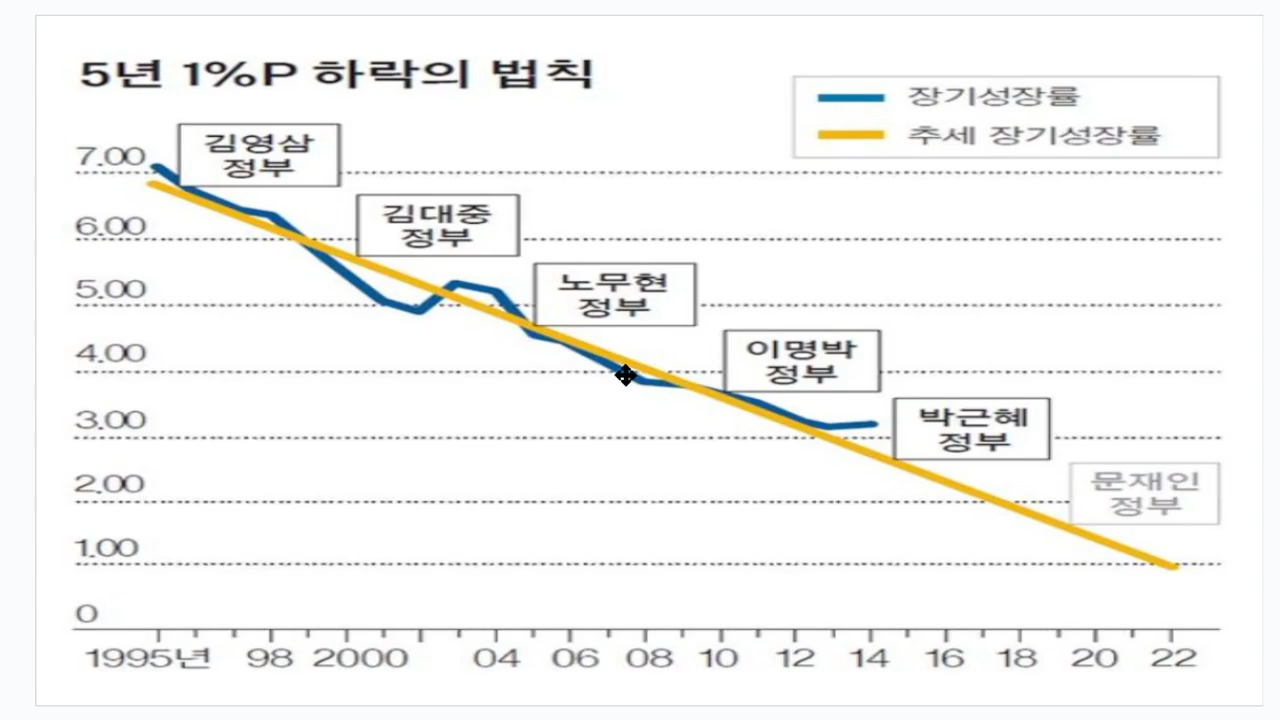 5년 1%P 하락의 법칙
장기성장률
추세 장기성장률
7.00
6.00
5.00
4.00
3.00
2.00
1.00
0
김영삼
정부
김대중
정부
노무현
정부
이명박
정부
박근혜
정부
문재인
정부
1995년 98 2000 04 06 08 10 12 14 16 18 20 22